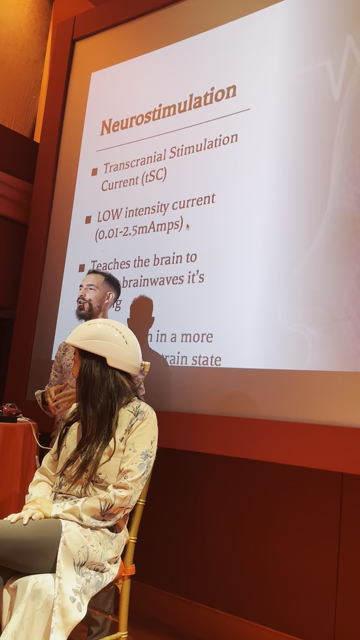 Neurostimulation
Transcranial Stimulation
Current (tSC)
LOW intensity current
(0.01-2.5mAmps)
Teaches the brain to
brainwaves it's
in a more
state